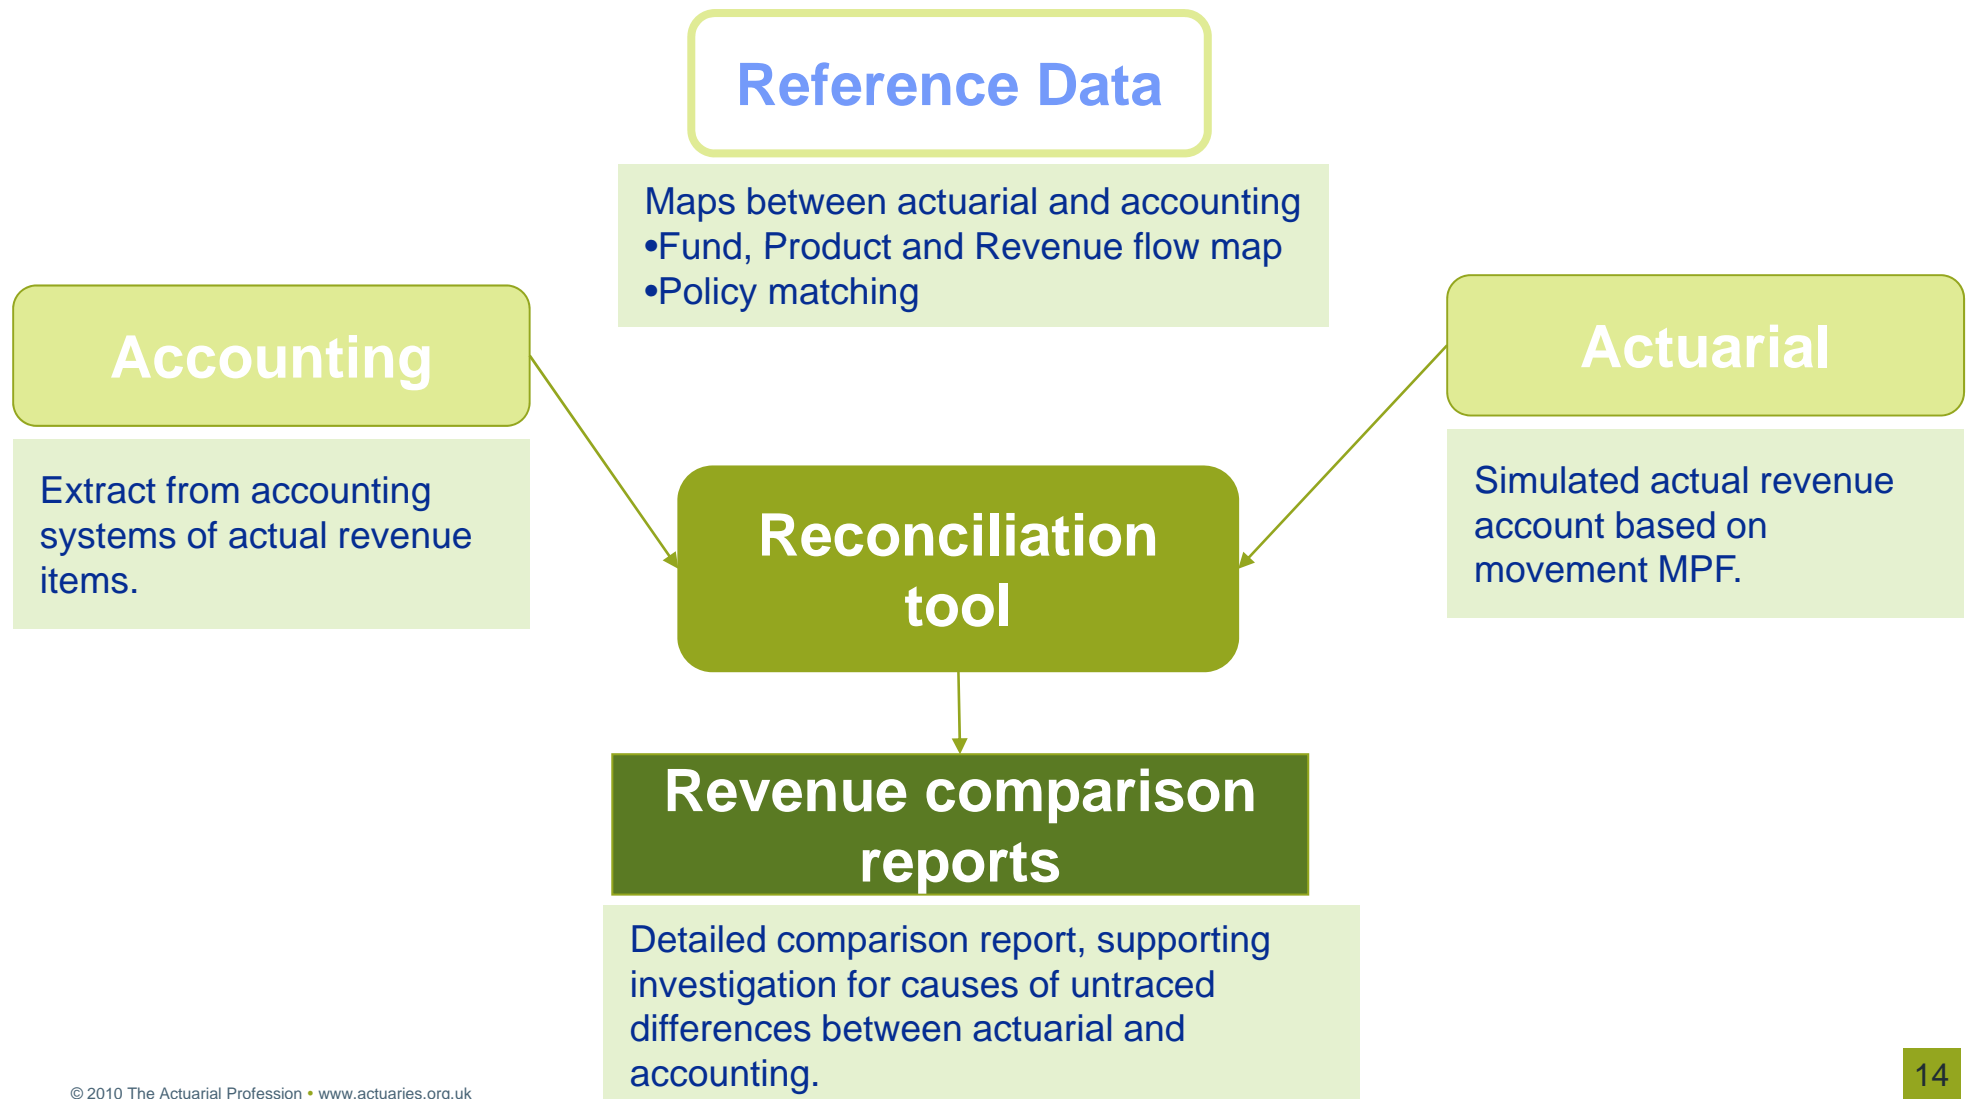 Reference Data
Maps between actuarial and accounting
•Fund, Product and Revenue flow map
•Policy matching
Accounting
Extract from accounting
systems of actual revenue
items.
Actuarial
Simulated actual revenue
account based on
movement MPF.
Reconciliation
tool
Revenue comparison
reports
Detailed comparison report, supporting
investigation for causes of untraced
differences between actuarial and
accounting.
© 2010 The Actuarial Profession • www.actuaries.org.uk
14